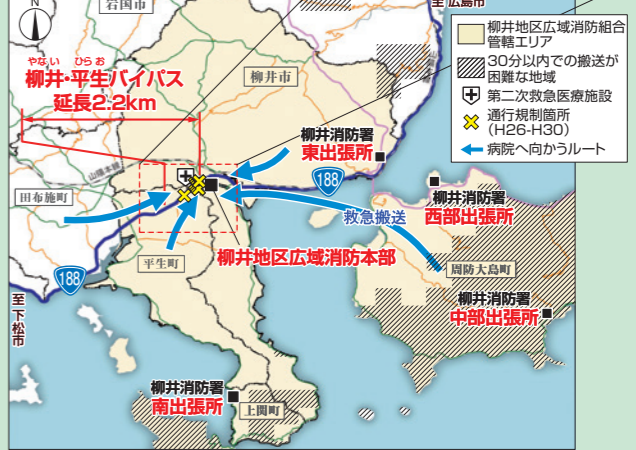 N
岩国市
至 広島市
柳井地区広域消防組合
管轄エリア
30分以内での搬送が
困難な地域
第二次救急医療施設
通行規制箇所
(H26-H30)
病院へ向かうルート
やない ひらお
柳井・平生バイパス
延長2.2km
柳井市
柳井消防署
東出張所
山陽本線
188
田布施町
救急搬送
柳井消防署
西部出張所
柳井地区広域消防本部
平生町
周防大島町
188
至 下松市
柳井消防署
中部出張所
柳井消防署
南出張所
上関町